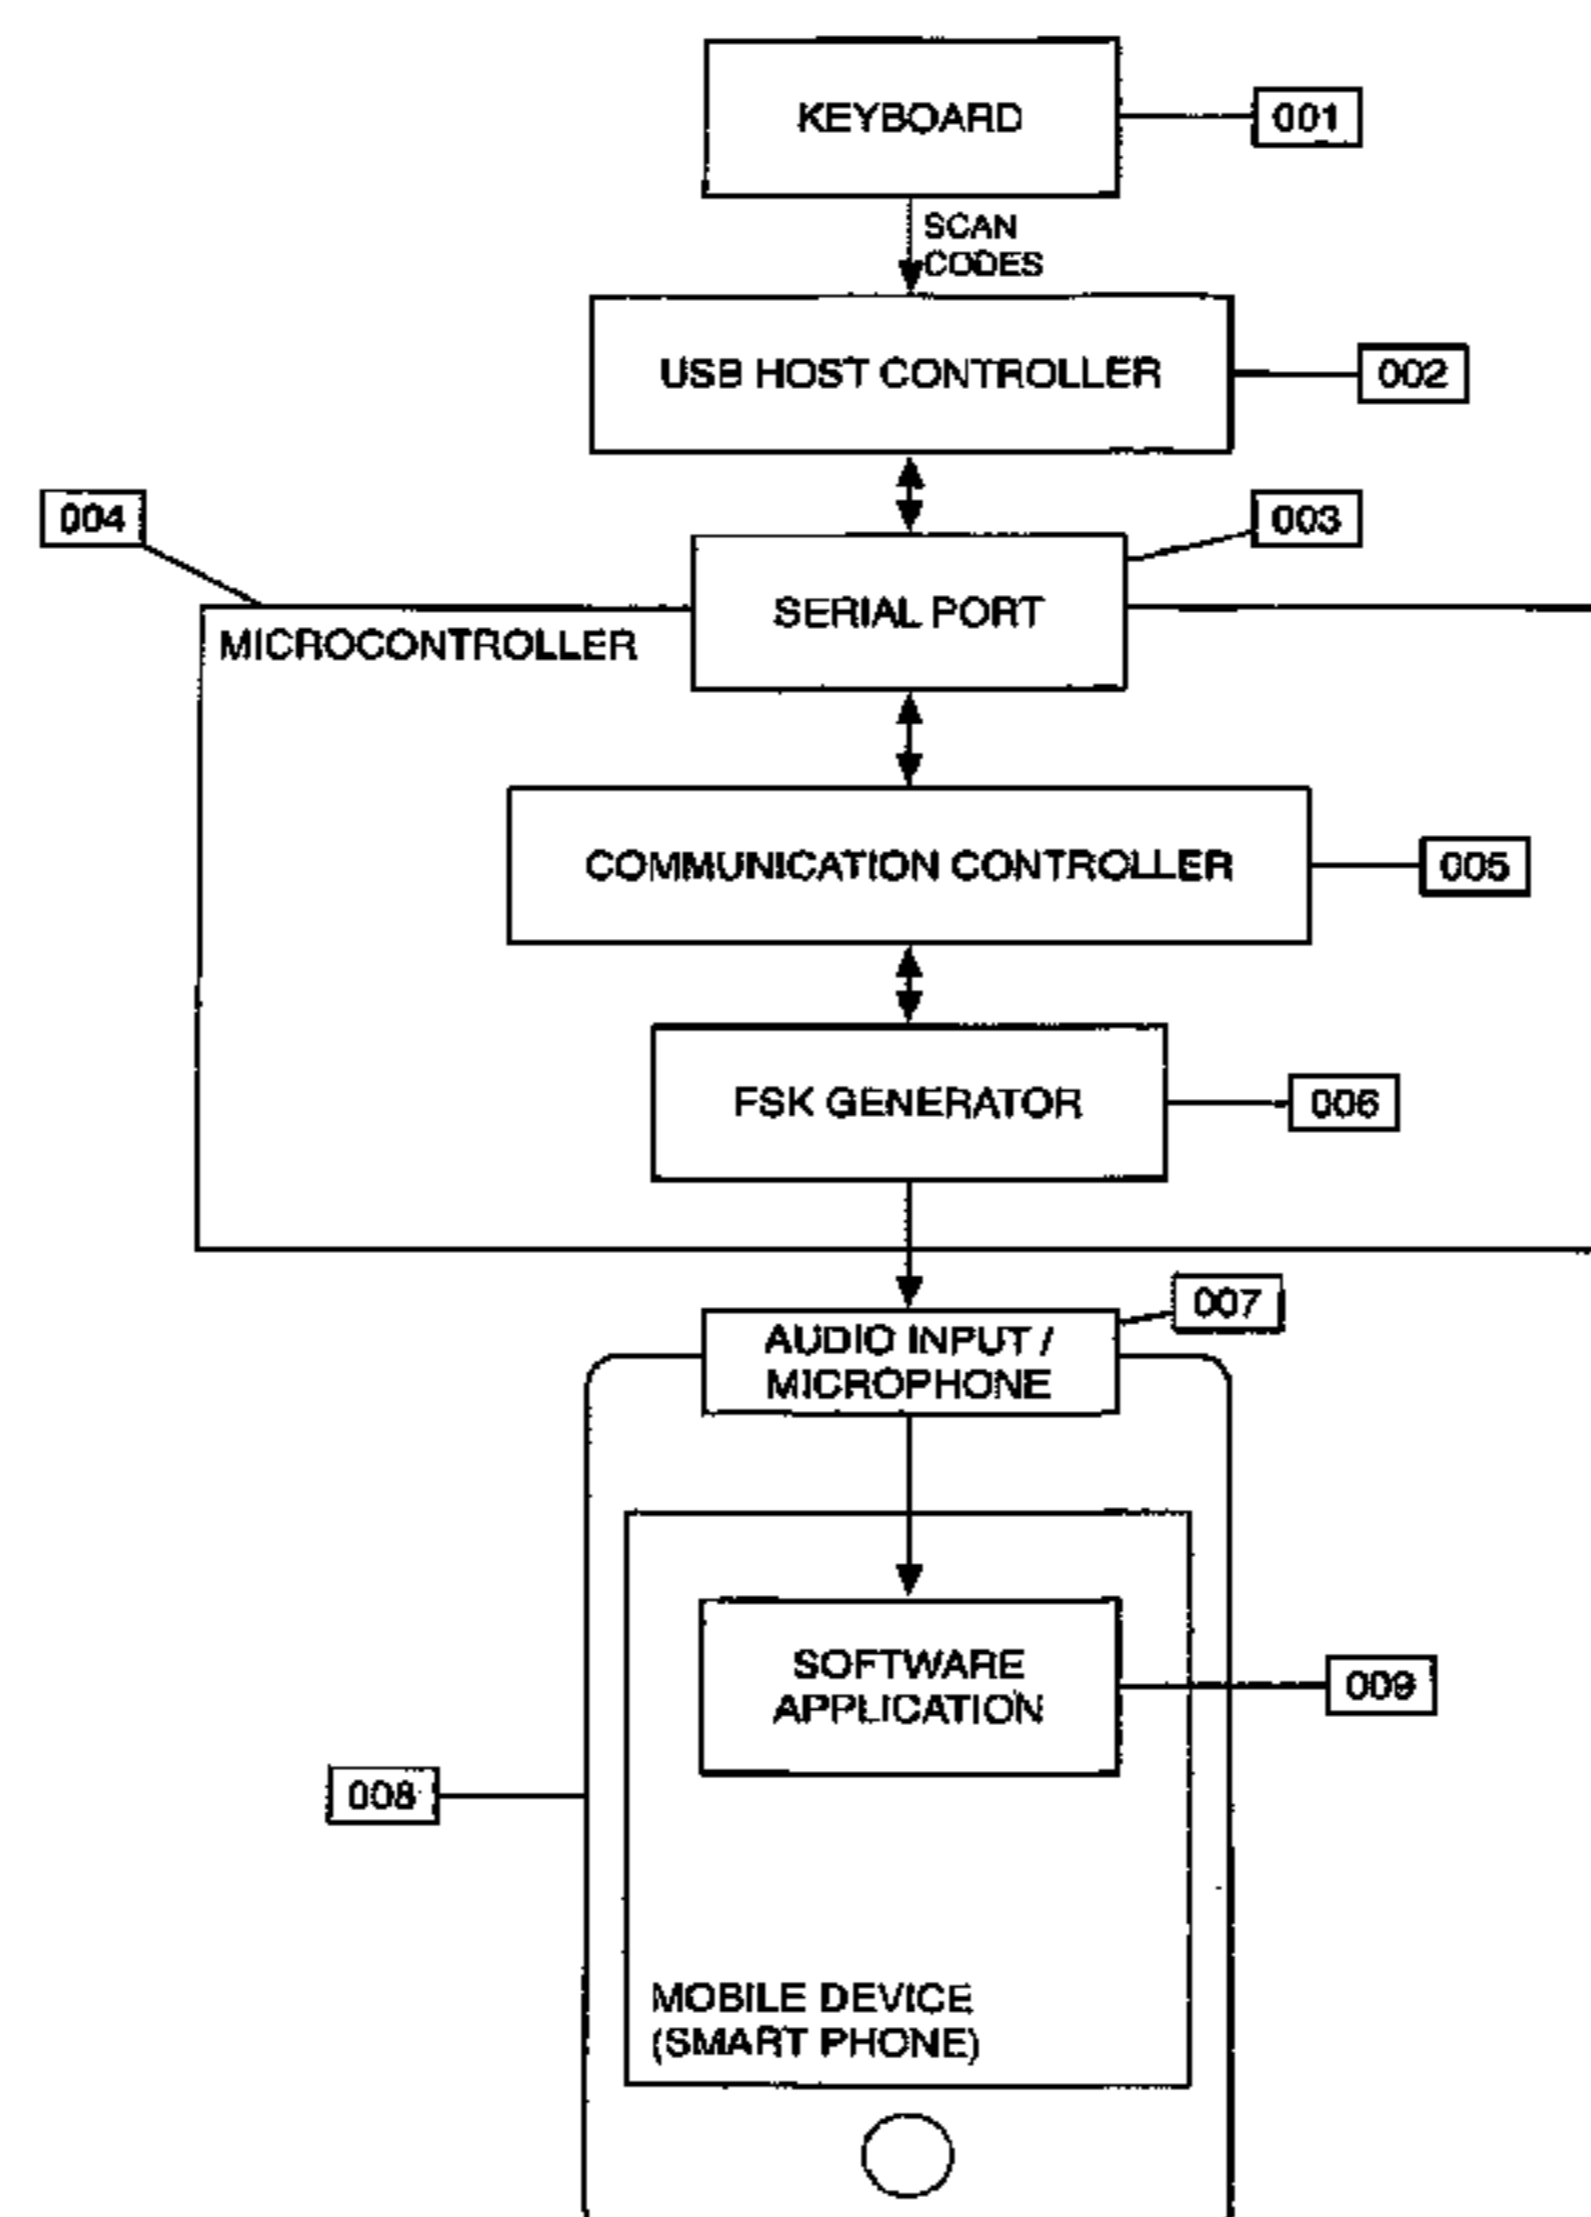 KEYBOARD
001
SCAN
CODES
USB HOST CONTROLLER
002
004
003
SERIAL PORT
MICROCONTROLLER
COMMUNICATION CONTROLLER
005
FSK GENERATOR
006
007
AUDIO INPUT /
MICROPHONE
SOFTWARE
APPLICATION
009
008
MOBILE DEVICE
(SMART PHONE)